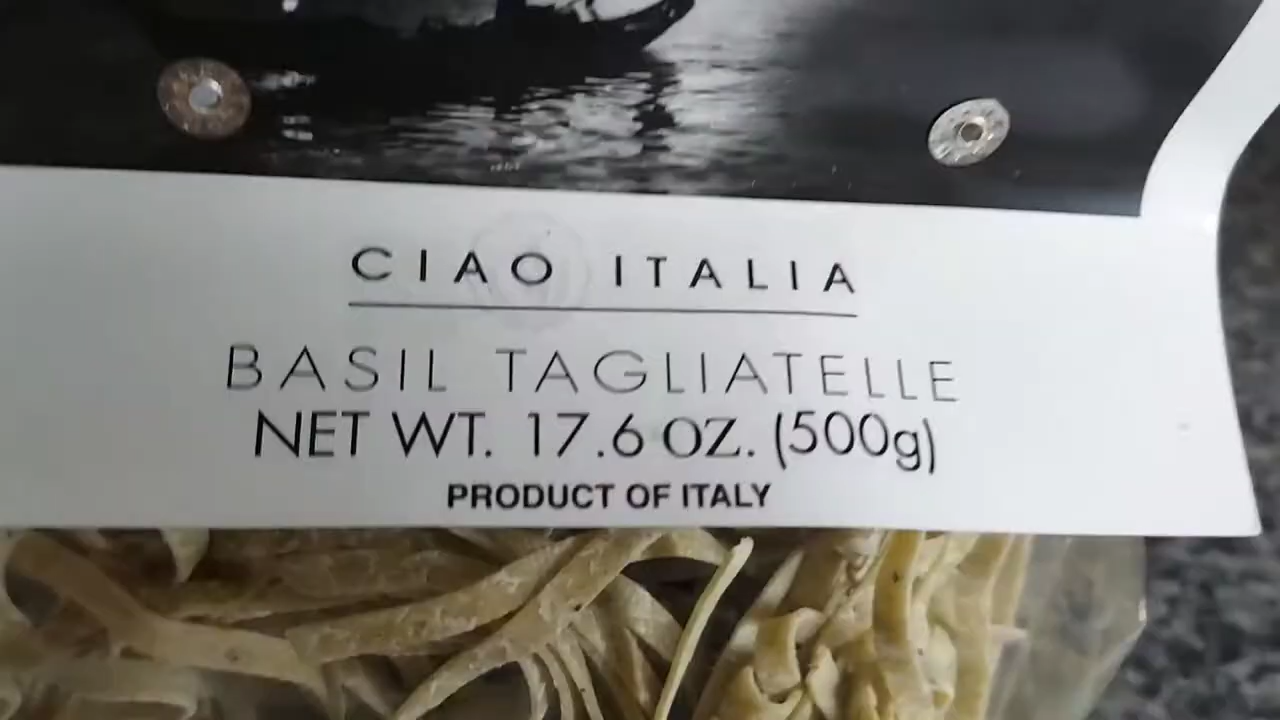 CIAO ITALIA
BASIL TAGLIATELLE
NET WT. 17.6 OZ. (500g)
PRODUCT OF ITALY